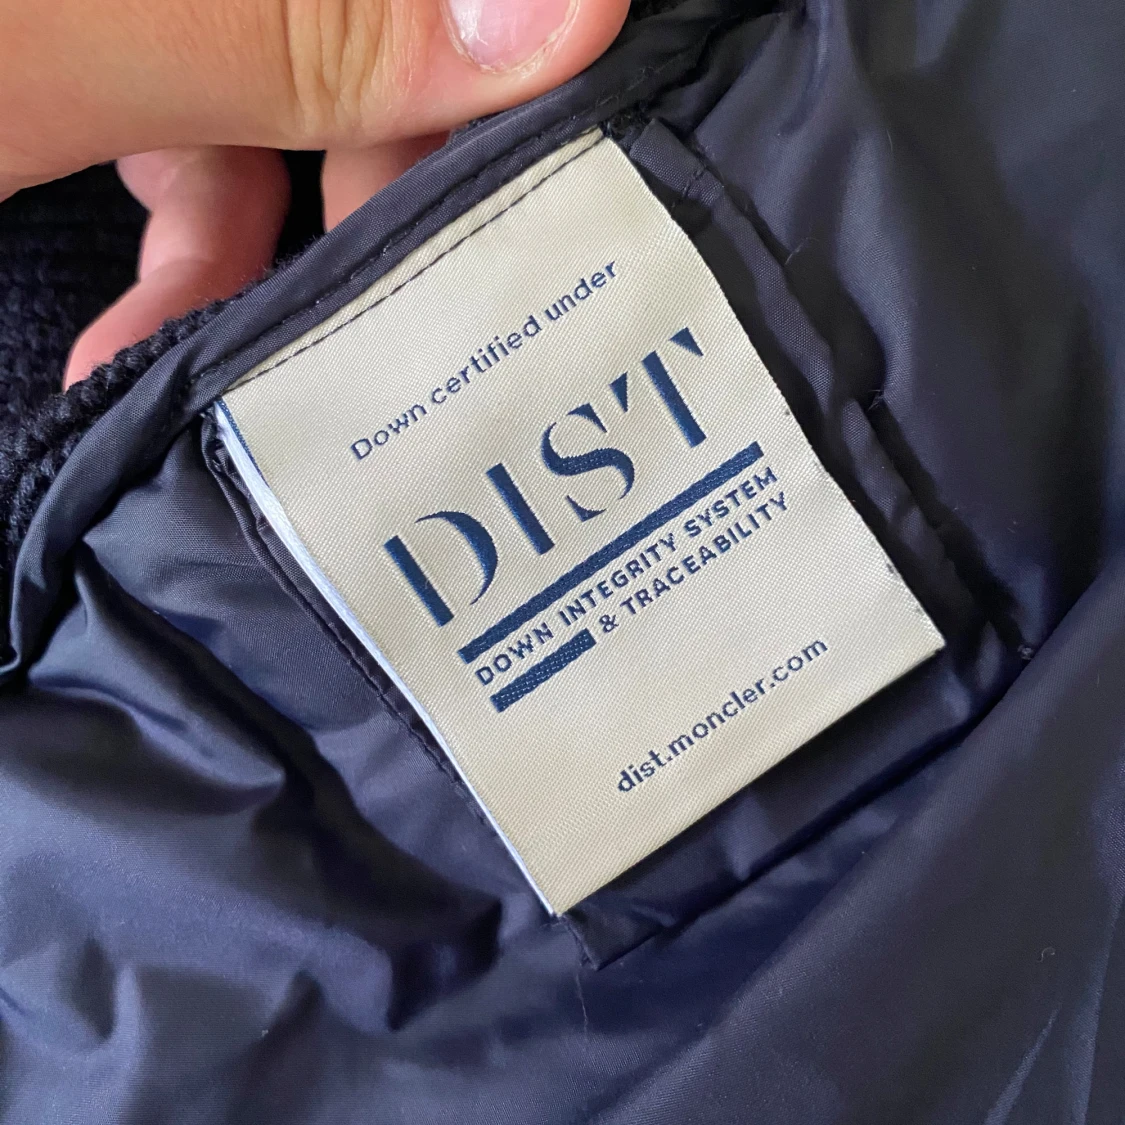 Down certified under
DIST
DOWN INTEGRITY SYSTEM
& TRACEABILITY
dist.moncler.com